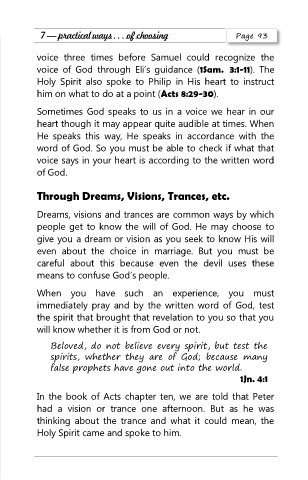 7 — practical ways . . . of choosing
Page 93
voice three times before Samuel could recognize the
voice of God through Eli's guidance (1Sam. 3:1-11). The
Holy Spirit also spoke to Philip in His heart to instruct
him on what to do at a point (Acts 8:29-30).
Sometimes God speaks to us in a voice we hear in our
heart though it may appear quite audible at times. When
He speaks this way, He speaks in accordance with the
word of God. So you must be able to check if what that
voice says in your heart is according to the written word
of God.
Through Dreams, Visions, Trances, etc.
Dreams, visions and trances are common ways by which
people get to know the will of God. He may choose to
give you a dream or vision as you seek to know His will
even about the choice in marriage. But you must be
careful about this because even the devil uses these
means to confuse God's people.
When you have such an experience, you must
immediately pray and by the written word of God, test
the spirit that brought that revelation to you so that you
will know whether it is from God or not.
Beloved, do not believe every spirit, but test the
spirits, whether they are of God; because many
false prophets have gone out into the world.
1Jn. 4:1
In the book of Acts chapter ten, we are told that Peter
had a vision or trance one afternoon. But as he was
thinking about the trance and what it could mean, the
Holy Spirit came and spoke to him.